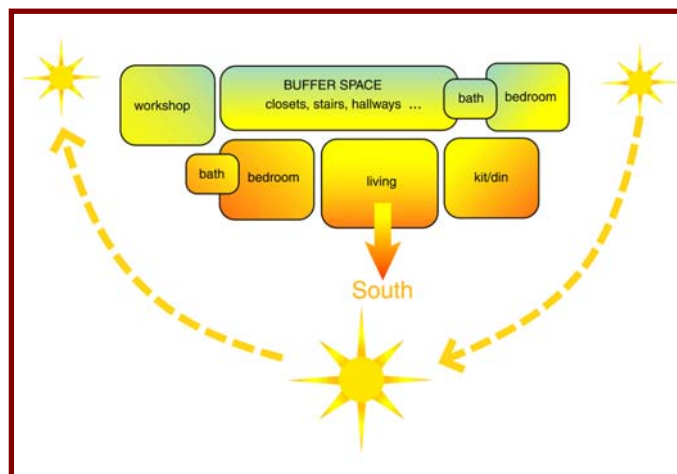 BUFFER SPACE
closets, stairs, hallways ...
workshop
bath
bedroom
bath
bedroom
living
kit/din
South